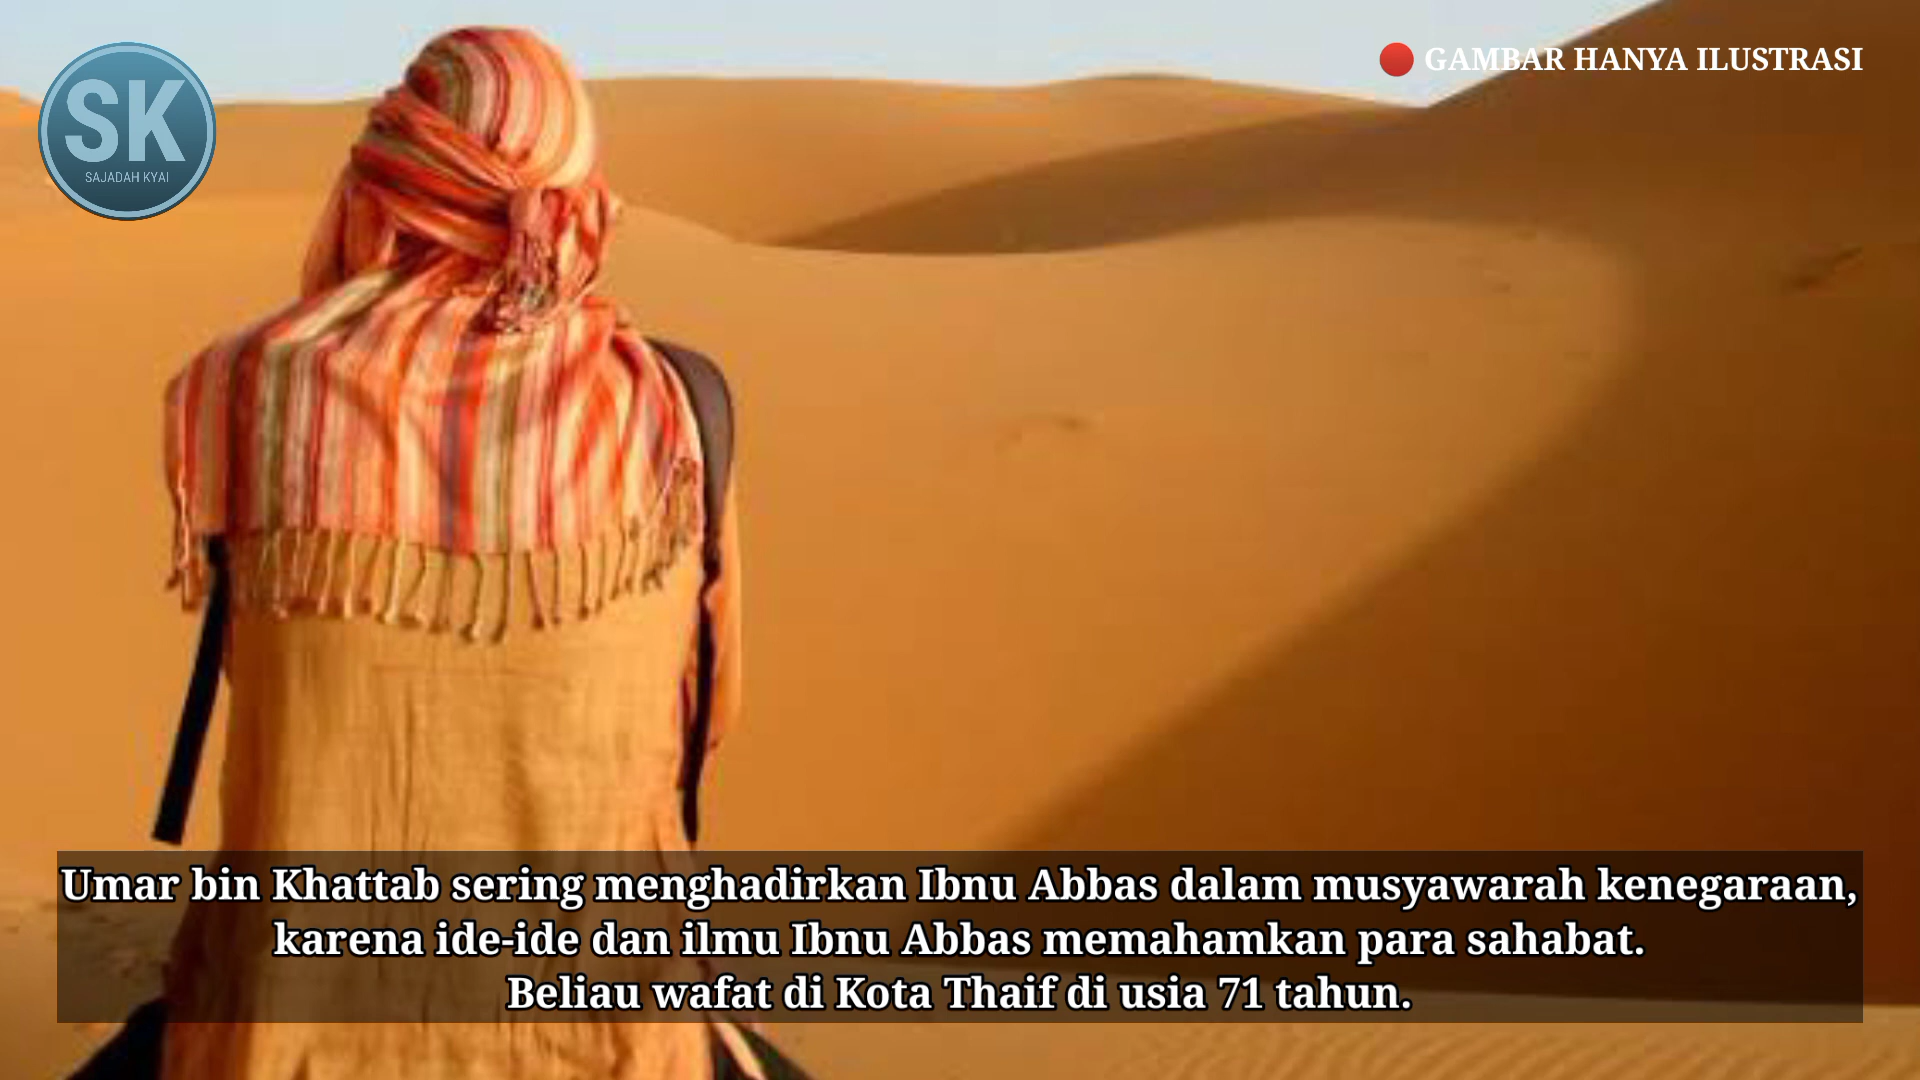 SK
SAJADAH KYAI
GAMBAR HANYA ILUSTRASI
Umar bin Khattab sering menghadirkan Ibnu Abbas dalam musyawarah kenegaraan,
karena ide-ide dan ilmu Ibnu Abbas memahamkan para sahabat.
Beliau wafat di Kota Thaif di usia 71 tahun.